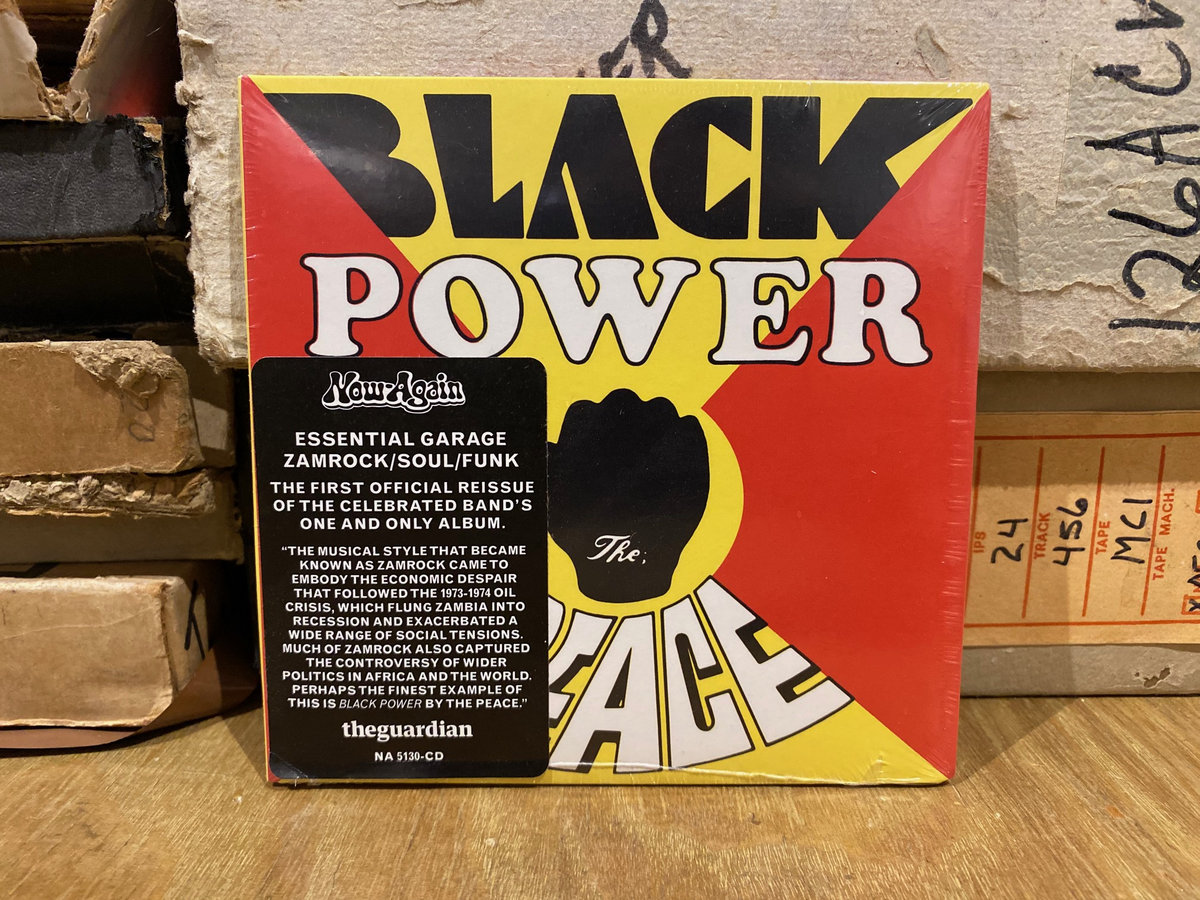 BLACK
POWER
The;
Now-Again
ESSENTIAL GARAGE
ZAMROCK/SOUL/FUNK
THE FIRST OFFICIAL REISSUE
OF THE CELEBRATED BAND'S
ONE AND ONLY ALBUM.
"THE MUSICAL STYLE THAT BECAME
KNOWN AS ZAMROCK CAME TO
EMBODY THE ECONOMIC DESPAIR
THAT FOLLOWED THE 1973-1974 OIL
CRISIS, WHICH FLUNG ZAMBIA INTO
RECESSION AND EXACERBATED A
WIDE RANGE OF SOCIAL TENSIONS.
MUCH OF ZAMROCK ALSO CAPTURED
THE CONTROVERSY OF WIDER
POLITICS IN AFRICA AND THE WORLD.
PERHAPS THE FINEST EXAMPLE OF
THIS IS BLACK POWER BY THE PEACE."
theguardian
NA 5130-CD
EACE
IPS
24
TRACK
456
TAPE
MCI
TAPE MACH.